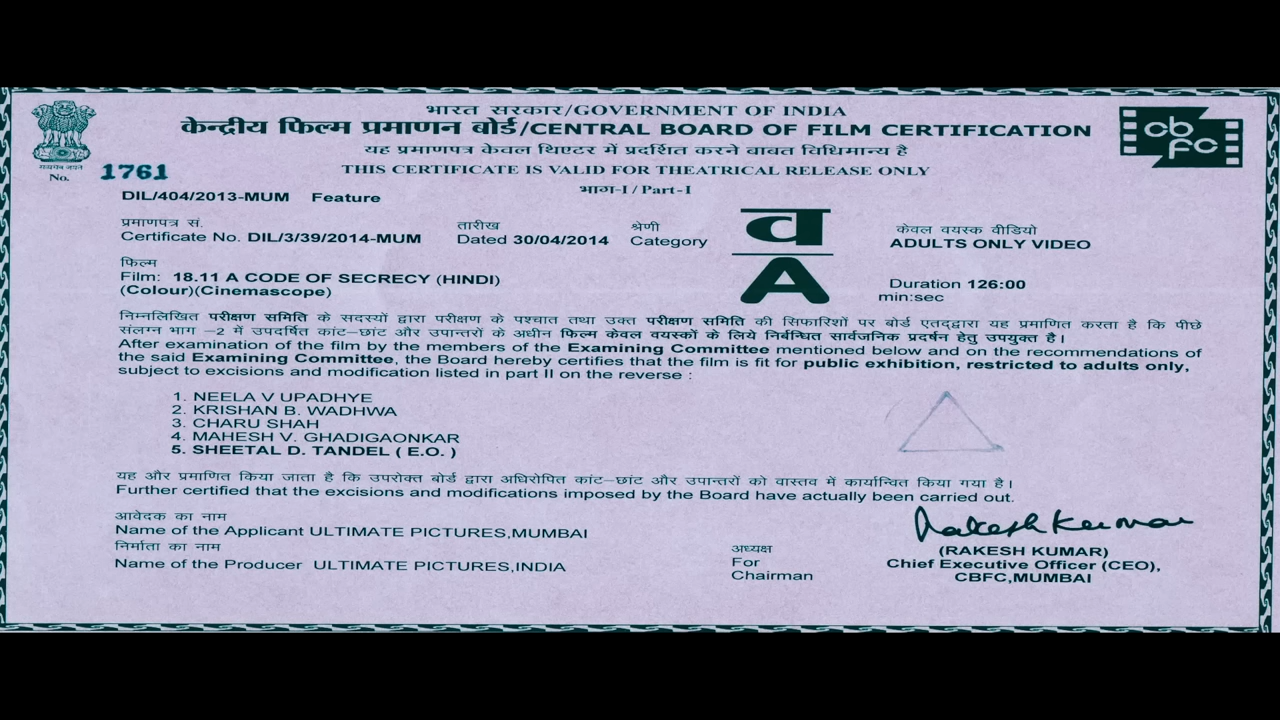 भारत सरकार/GOVERNMENT OF INDIA
केन्द्रीय फिल्म प्रमाणन बोर्ड/CENTRAL BOARD OF FILM CERTIFICATION
cb
fc
यह प्रमाणपत्र केवल थिएटर में प्रदर्शित करने बाबत विधिमान्य है
सत्यमेव जयते
No. 1761
THIS CERTIFICATE IS VALID FOR THEATRICAL RELEASE ONLY
भाग-I / Part-I
DIL/404/2013-MUM Feature
प्रमाणपत्र सं. तारीख श्रेणी व केवल वयस्क वीडियो
Certificate No. DIL/3/39/2014-MUM Dated 30/04/2014 Category A ADULTS ONLY VIDEO
फिल्म
Film: 18.11 A CODE OF SECRECY (HINDI)
(Colour)(Cinemascope)
Duration 126:00
min:sec
निम्नलिखित परीक्षण समिति के सदस्यों द्वारा परीक्षण के पश्चात तथा उक्त परीक्षण समिति की सिफारिशों पर बोर्ड एतद्द्वारा यह प्रमाणित करता है कि पीछे
संलग्न भाग -2 में उपदर्षित कांट-छांट और उपान्तरों के अधीन फिल्म केवल वयस्कों के लिये निर्बन्धित सार्वजनिक प्रदर्षन हेतु उपयुक्त है।
After examination of the film by the members of the Examining Committee mentioned below and on the recommendations of
the said Examining Committee, the Board hereby certifies that the film is fit for public exhibition, restricted to adults only,
subject to excisions and modification listed in part II on the reverse :
1. NEELA V UPADHYE
2. KRISHAN B. WADHWA
3. CHARU SHAH
4. MAHESH V. GHADIGAONKAR
5. SHEETAL D. TANDEL ( E.O. )
यह और प्रमाणित किया जाता है कि उपरोक्त बोर्ड द्वारा अधिरोपित कांट-छांट और उपान्तरों को वास्तव में कार्यान्वित किया गया है।
Further certified that the excisions and modifications imposed by the Board have actually been carried out.
आवेदक का नाम
Name of the Applicant ULTIMATE PICTURES,MUMBAI
निर्माता का नाम
Name of the Producer ULTIMATE PICTURES,INDIA
अध्यक्ष
For
Chairman
Rakesh Kumar
(RAKESH KUMAR)
Chief Executive Officer (CEO),
CBFC,MUMBAI